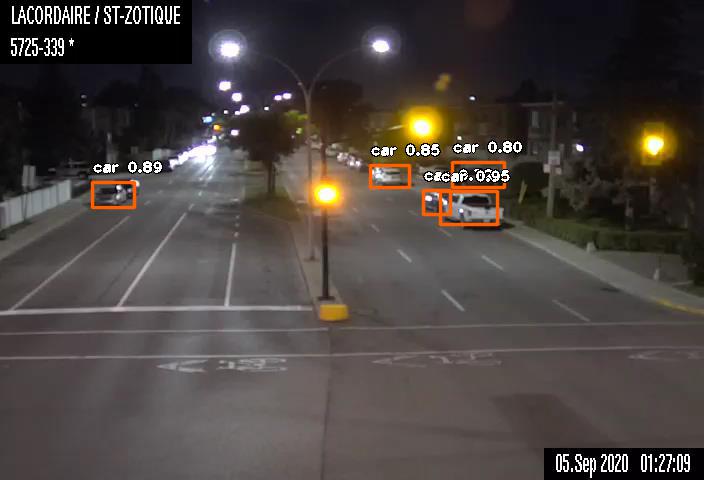 LACORDAIRE / ST-ZOTIQUE
5725-339 *
car 0.80
car 0.85
car 0.89
car 0.95
05.Sep 2020 01:27:09